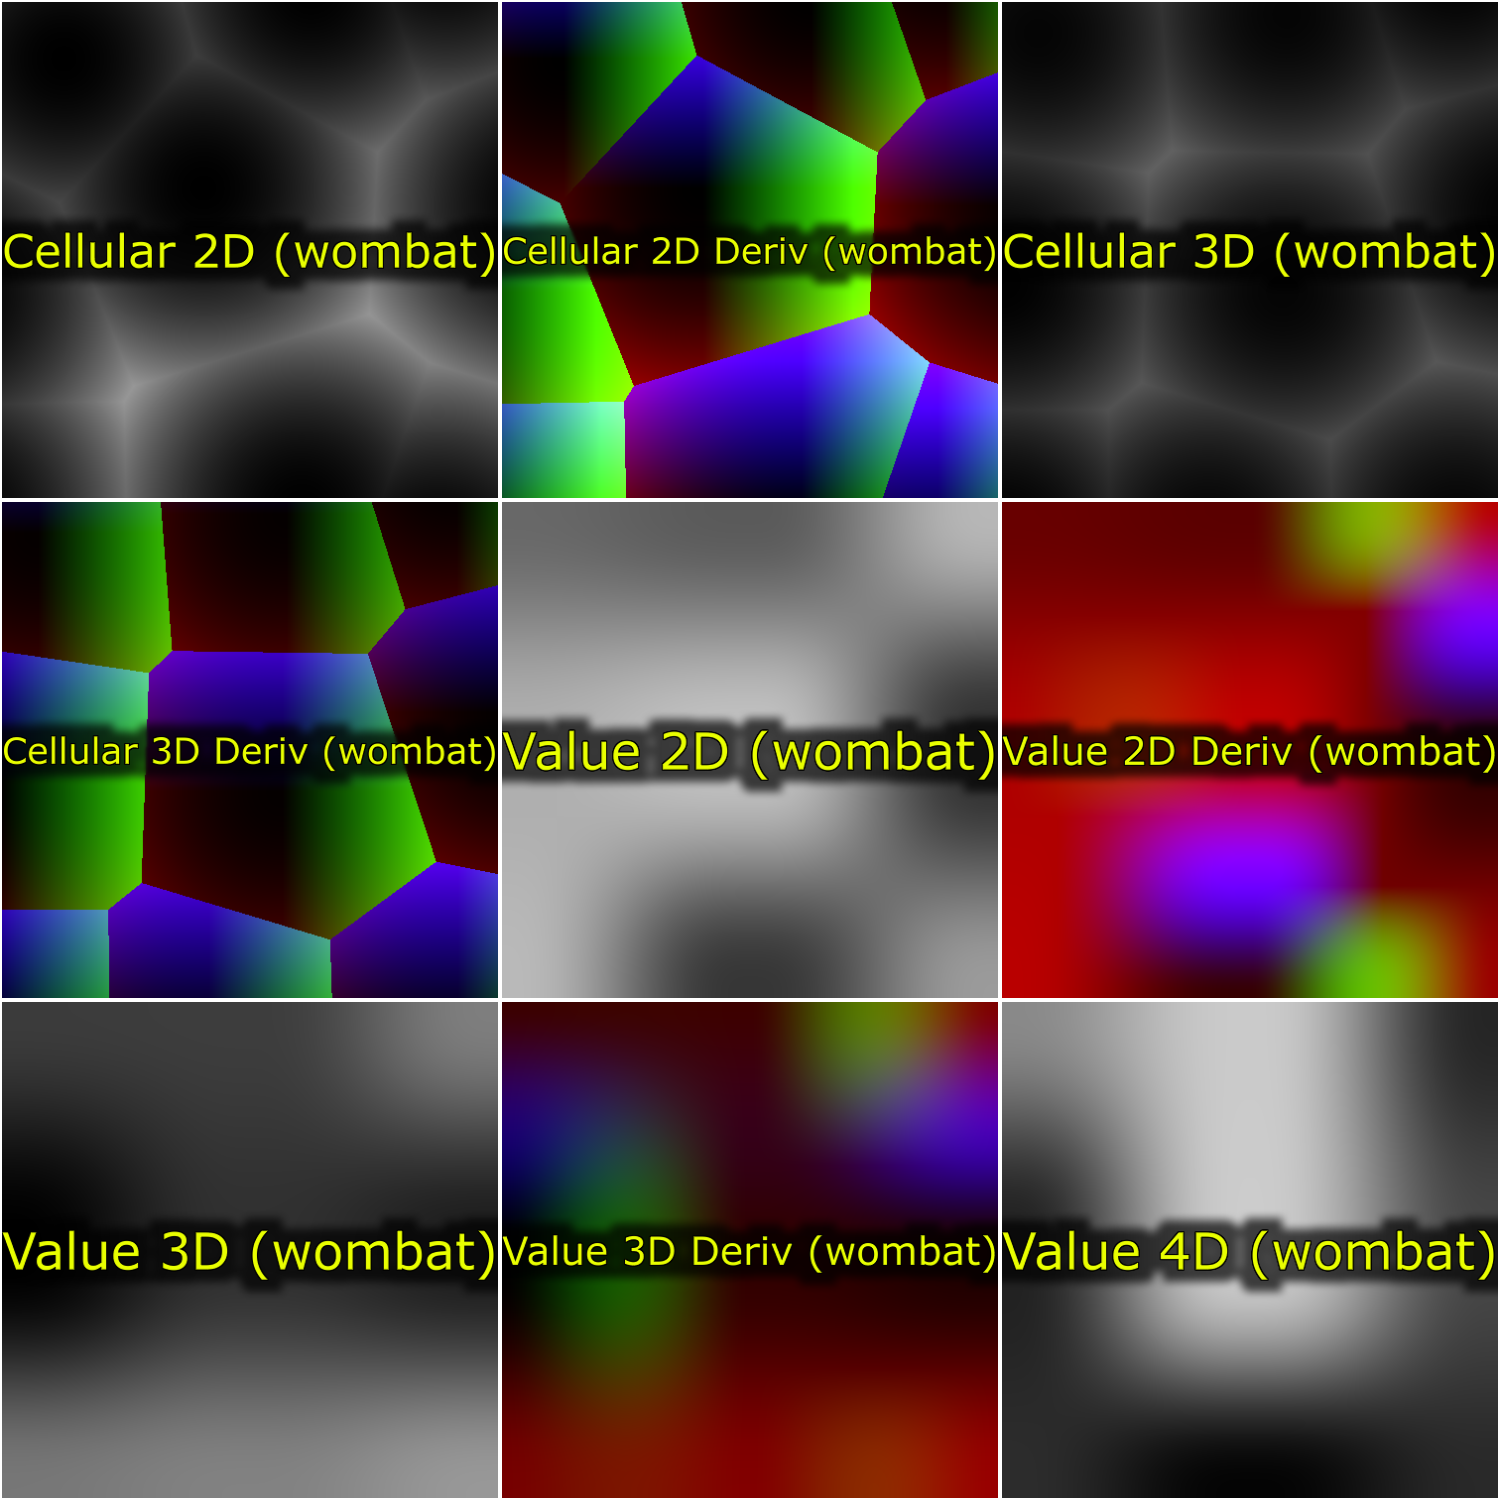 Cellular 2D (wombat)
Cellular 2D Deriv (wombat)
Cellular 3D (wombat)
Cellular 3D Deriv (wombat)
Value 2D (wombat)
Value 2D Deriv (wombat)
Value 3D (wombat)
Value 3D Deriv (wombat)
Value 4D (wombat)